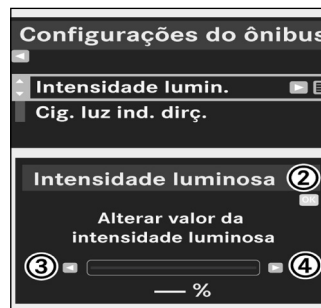 Configurações do ônibus
Intensidade lumin.
Cig. luz ind. dirç.
Intensidade luminosa ②
OK
Alterar valor da
intensidade luminosa
③ ④
— %